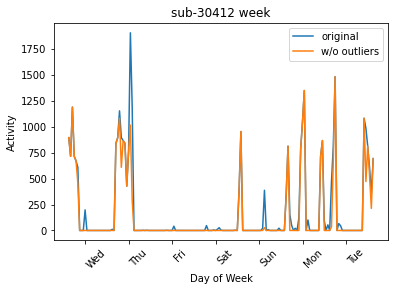 sub-30412 week
original
w/o outliers
Activity
1750
1500
1250
1000
750
500
250
0
Wed
Thu
Fri
Sat
Sun
Mon
Tue
Day of Week